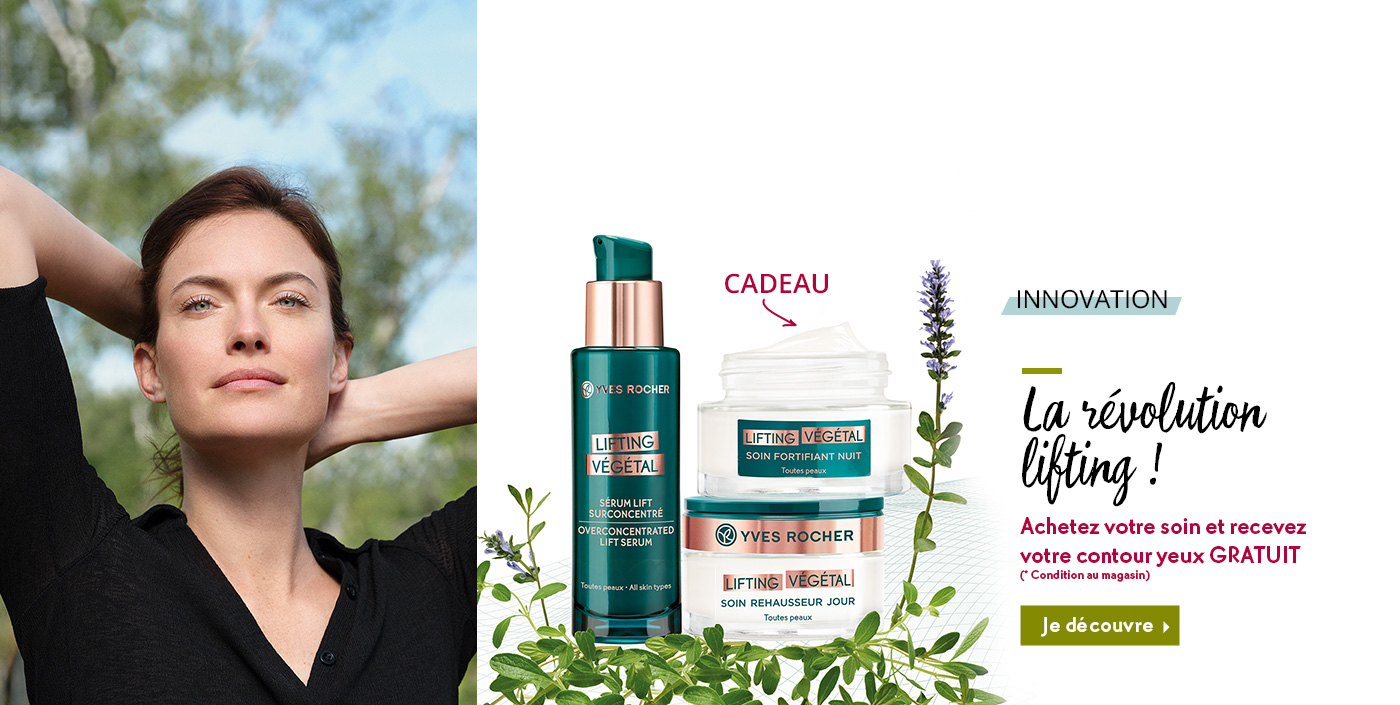 CADEAU
YVES ROCHER
LIFTING
VÉGÉTAL
SÉRUM LIFT
SURCONCENTRÉ
OVERCONCENTRATED
LIFT SERUM
Toutes peaux • All skin types
LIFTING VÉGÉTAL
SOIN FORTIFIANT NUIT
Toutes peaux
YVES ROCHER
LIFTING VÉGÉTAL
SOIN REHAUSSEUR JOUR
Toutes peaux
INNOVATION
La révolution
lifting !
Achetez votre soin et recevez
votre contour yeux GRATUIT
(* Condition au magasin)
Je découvre